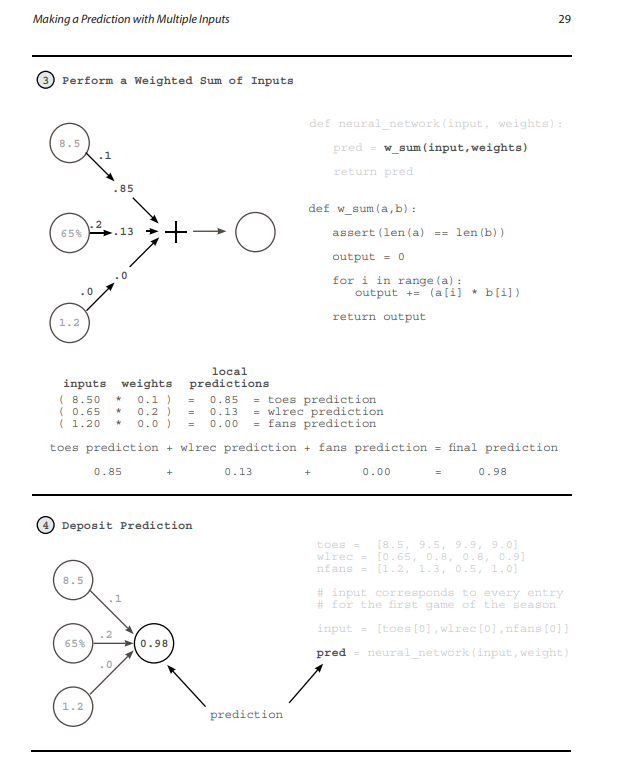 Making a Prediction with Multiple Inputs 29
3 Perform a Weighted Sum of Inputs
8.5
.1
.85
65%
.2
.13
+
.0
.0
1.2
def neural_network(input, weights):
pred = w_sum(input,weights)
return pred
def w_sum(a,b):
assert(len(a) == len(b))
output = 0
for i in range(a):
output += (a[i] * b[i])
return output
local
inputs weights predictions
( 8.50 * 0.1 ) = 0.85 = toes prediction
( 0.65 * 0.2 ) = 0.13 = wlrec prediction
( 1.20 * 0.0 ) = 0.00 = fans prediction
toes prediction + wlrec prediction + fans prediction = final prediction
0.85 + 0.13 + 0.00 = 0.98
4 Deposit Prediction
8.5
.1
65%
.2
0.98
.0
1.2
prediction
toes = [8.5, 9.5, 9.9, 9.0]
wlrec = [0.65, 0.8, 0.8, 0.9]
nfans = [1.2, 1.3, 0.5, 1.0]
# input corresponds to every entry
# for the first game of the season
input = [toes[0],wlrec[0],nfans[0]]
pred = neural_network(input,weight)